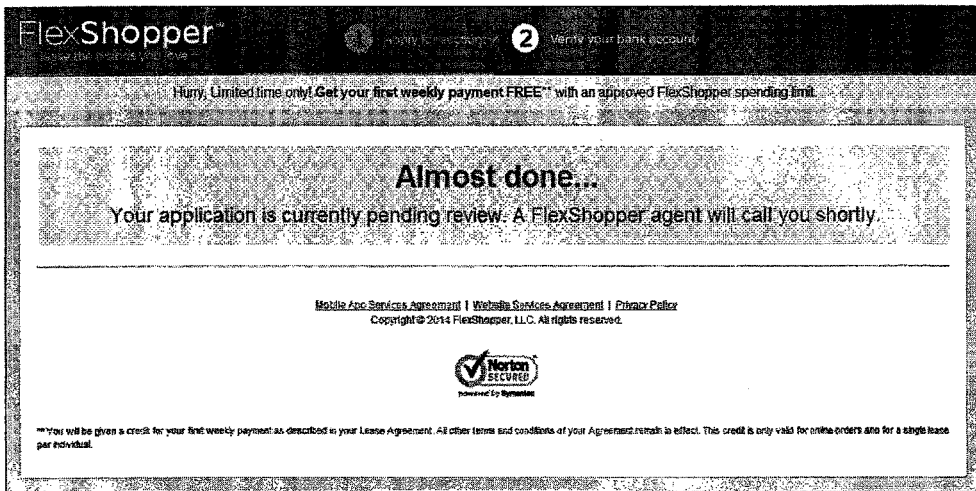 FlexShopper™
2 Verify your bank account
Hurry, Limited time only! Get your first weekly payment FREE** with an approved FlexShopper spending limit.
Almost done...
Your application is currently pending review. A FlexShopper agent will call you shortly.
Mobile App Services Agreement | Website Services Agreement | Privacy Policy
Copyright © 2014 FlexShopper, LLC. All rights reserved.
Norton
SECURED
powered by Symantec
**You will be given a credit for your first weekly payment as described in your Lease Agreement. All other terms and conditions of your Agreement remain in effect. This credit is only valid for online orders and for a single lease
per individual.